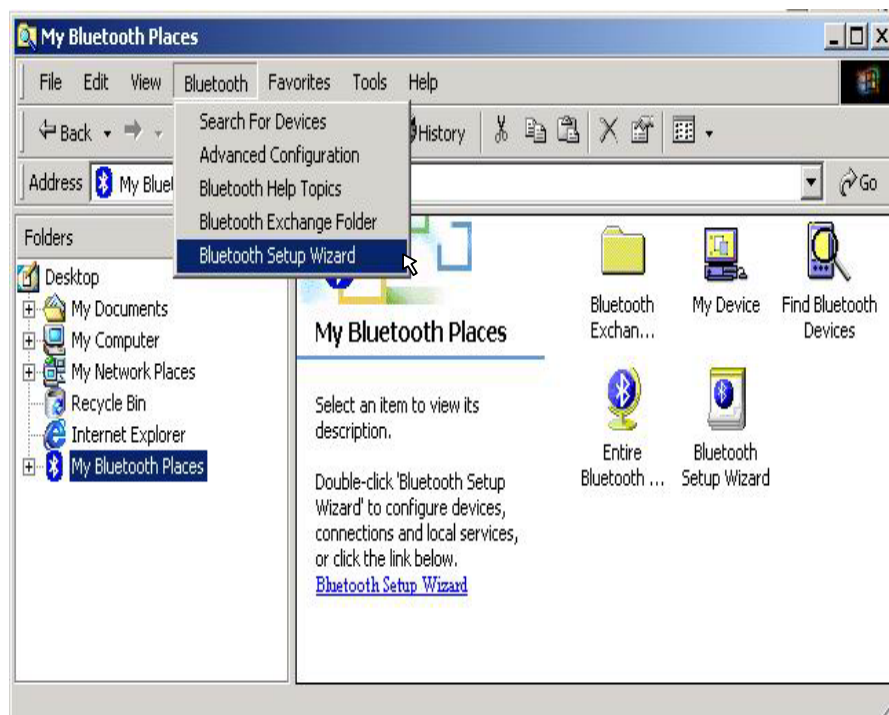 My Bluetooth Places
File Edit View Bluetooth Favorites Tools Help
Back History
Search For Devices
Advanced Configuration
Bluetooth Help Topics
Bluetooth Exchange Folder
Bluetooth Setup Wizard
Address My Blue Go
Folders
Desktop
My Documents
My Computer
My Network Places
Recycle Bin
Internet Explorer
My Bluetooth Places
My Bluetooth Places
Select an item to view its
description.
Double-click 'Bluetooth Setup
Wizard' to configure devices,
connections and local services,
or click the link below.
Bluetooth Setup Wizard
Bluetooth
Exchan...
My Device
Find Bluetooth
Devices
Entire
Bluetooth ...
Bluetooth
Setup Wizard